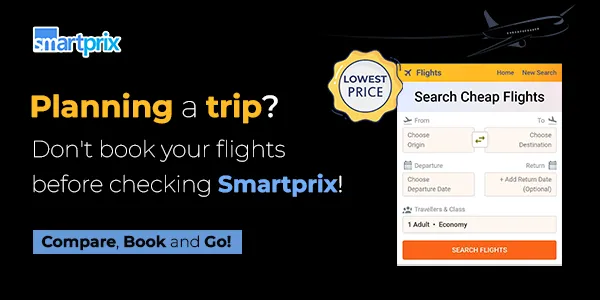 smartprix
Planning a trip?
Don't book your flights
before checking Smartprix!
Compare, Book and Go!
LOWEST
PRICE
Flights
Home New Search
Search Cheap Flights
From To
Choose
Origin
Choose
Destination
Departure Return
Choose
Departure Date
+ Add Return Date
(Optional)
Travellers & Class
1 Adult • Economy
SEARCH FLIGHTS